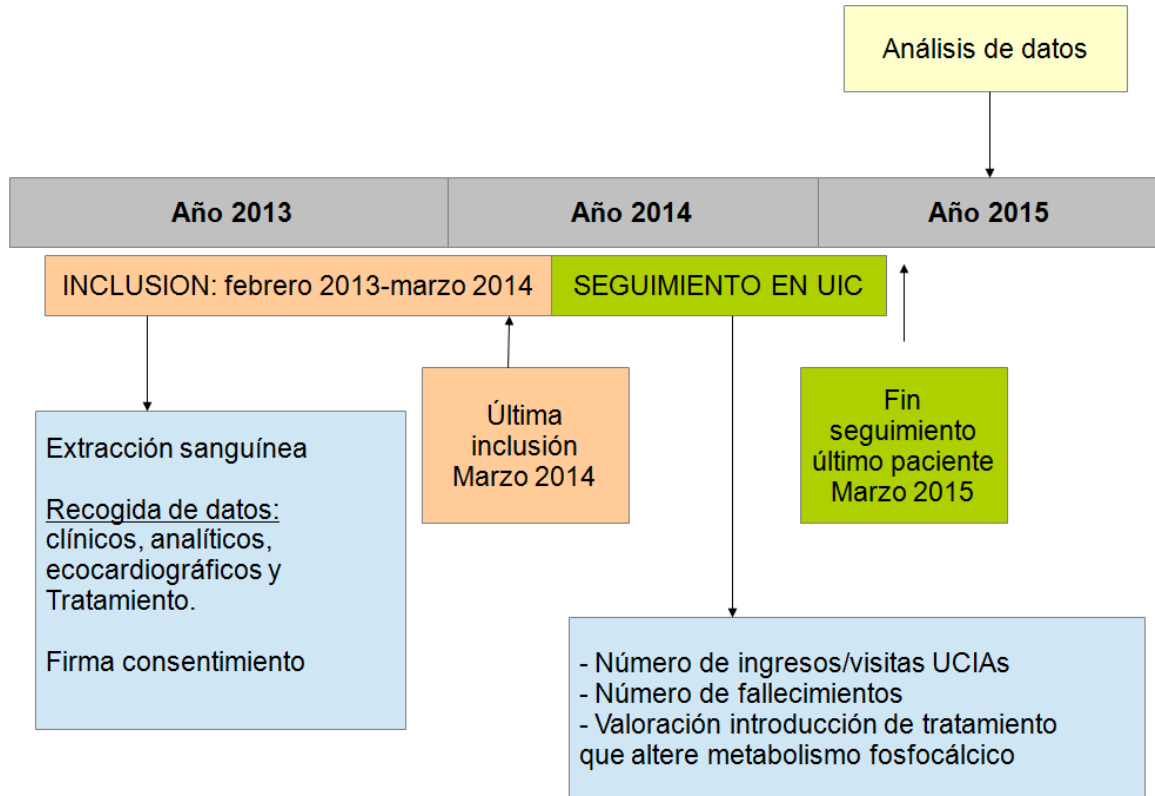 Análisis de datos
Año 2013
Año 2014
Año 2015
INCLUSION: febrero 2013-marzo 2014
SEGUIMIENTO EN UIC
Extracción sanguínea
Recogida de datos:
clínicos, analíticos,
ecocardiográficos y
Tratamiento.
Firma consentimiento
Última
inclusión
Marzo 2014
Fin
seguimiento
último paciente
Marzo 2015
- Número de ingresos/visitas UCIAs
- Número de fallecimientos
- Valoración introducción de tratamiento
que altere metabolismo fosfocálcico